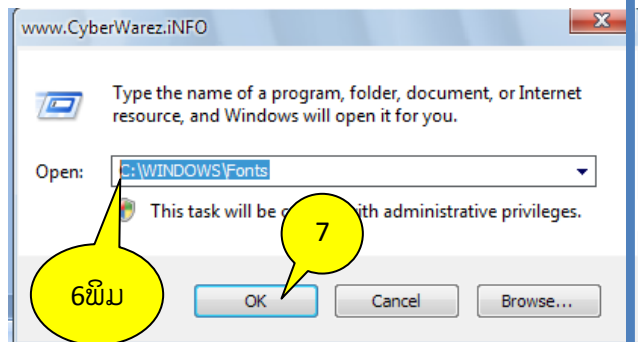 www.CyberWarez.iNFO
Type the name of a program, folder, document, or Internet
resource, and Windows will open it for you.
Open: C:\WINDOWS\Fonts
This task will be c ith administrative privileges.
7
6ພິມ
OK Cancel Browse...